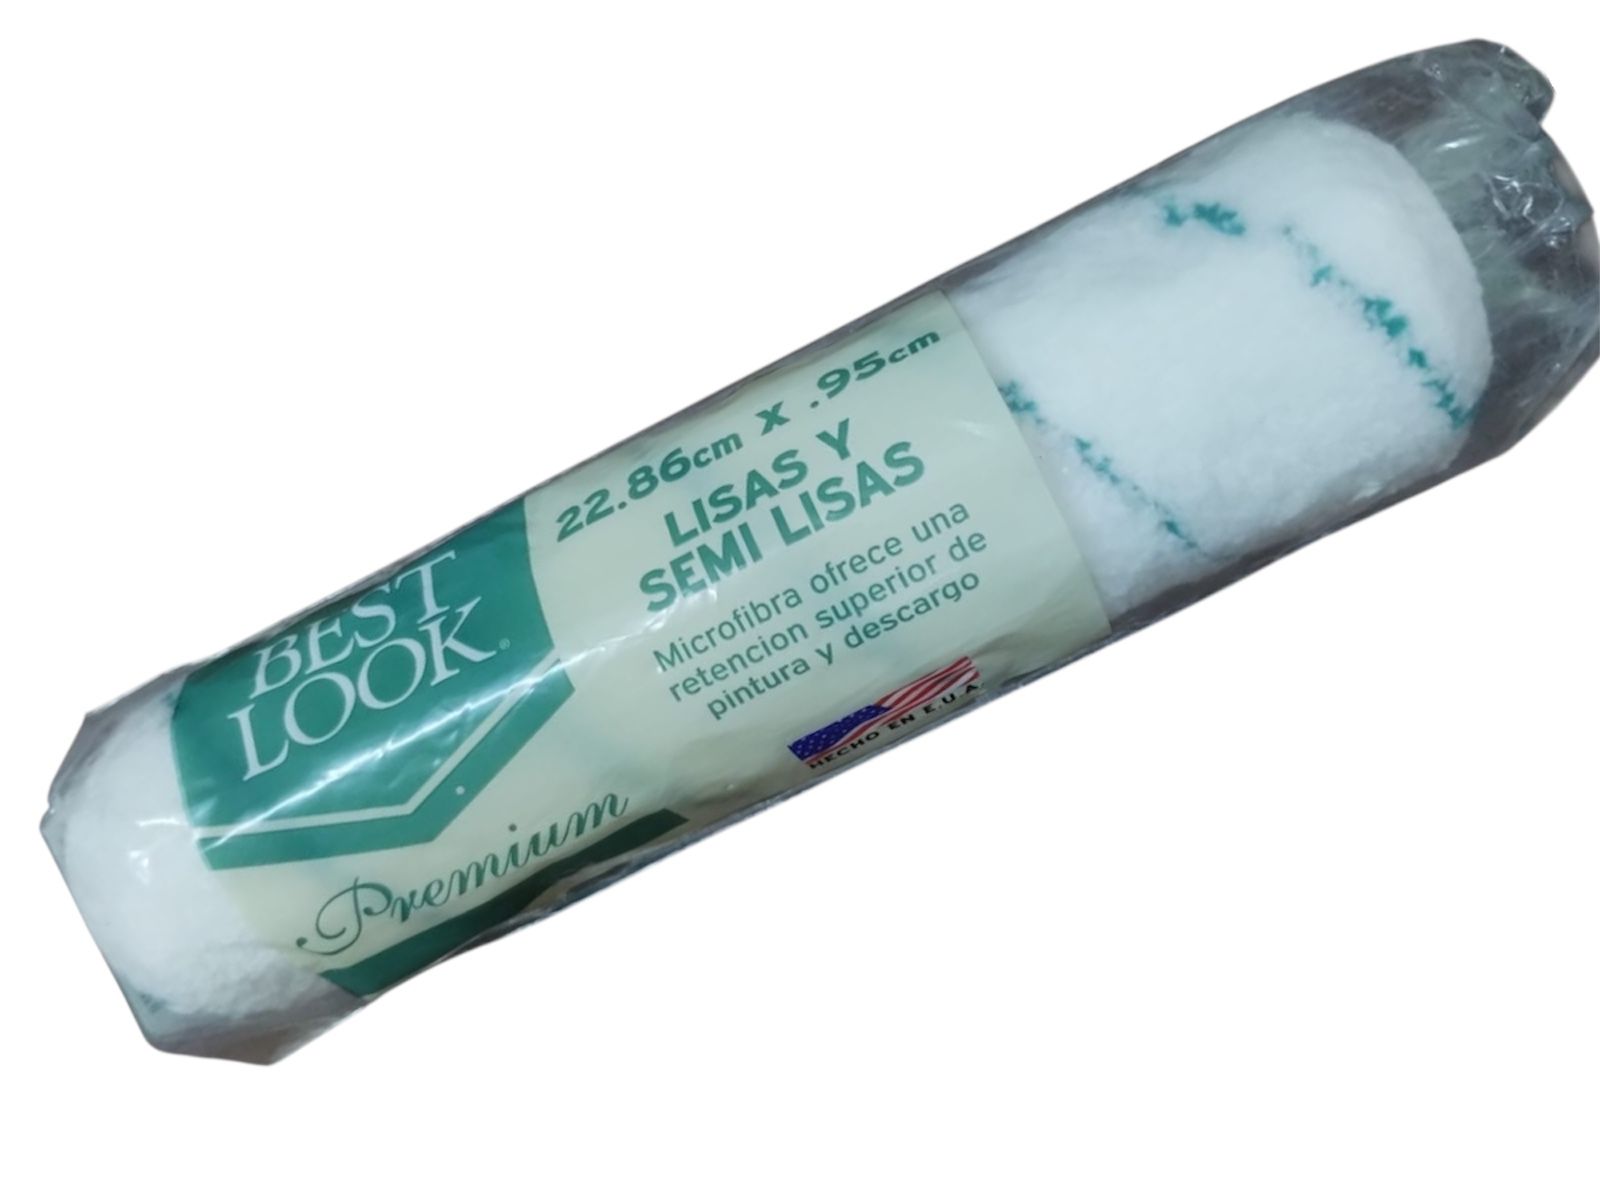 BEST
LOOK®
Premium
22.86cm x .95cm
LISAS Y
SEMI LISAS
Microfibra ofrece una
retencion superior de
pintura y descargo
HECHO EN E.U.A.